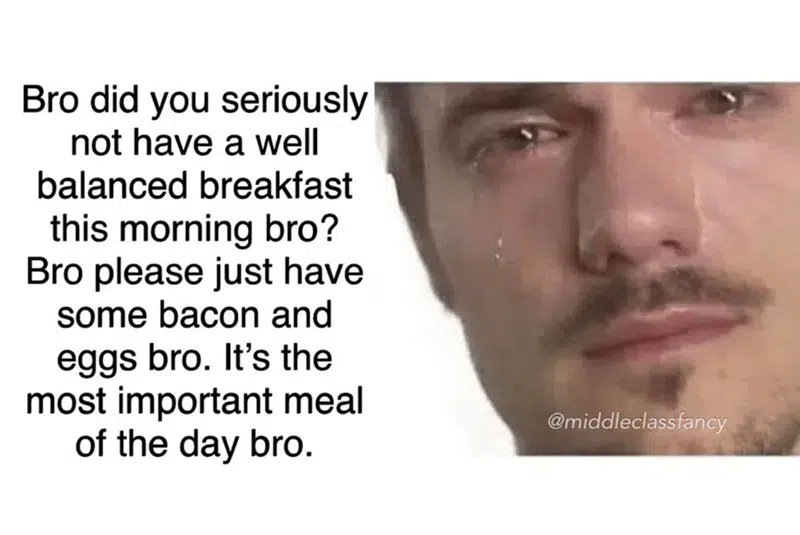 Bro did you seriously
not have a well
balanced breakfast
this morning bro?
Bro please just have
some bacon and
eggs bro. It's the
most important meal
of the day bro.
@middleclassfancy